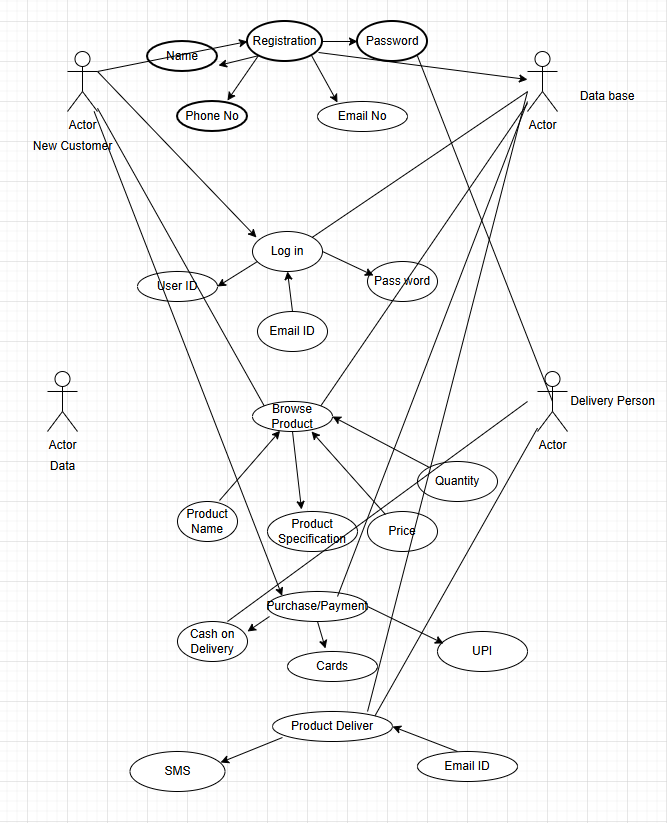 Registration
Password
Name
Phone No
Email No
Actor
New Customer
Actor
Data base
Log in
User ID
Pass word
Email ID
Actor
Data
Browse
Product
Delivery Person
Actor
Quantity
Product
Name
Product
Specification
Price
Purchase/Payment
Cash on
Delivery
Cards
UPI
Product Deliver
SMS
Email ID